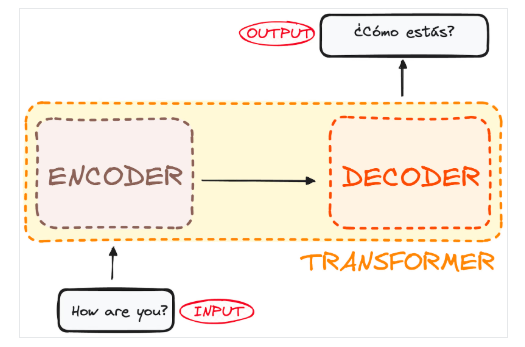 OUTPUT
¿Cómo estás?
ENCODER
DECODER
TRANSFORMER
How are you?
INPUT